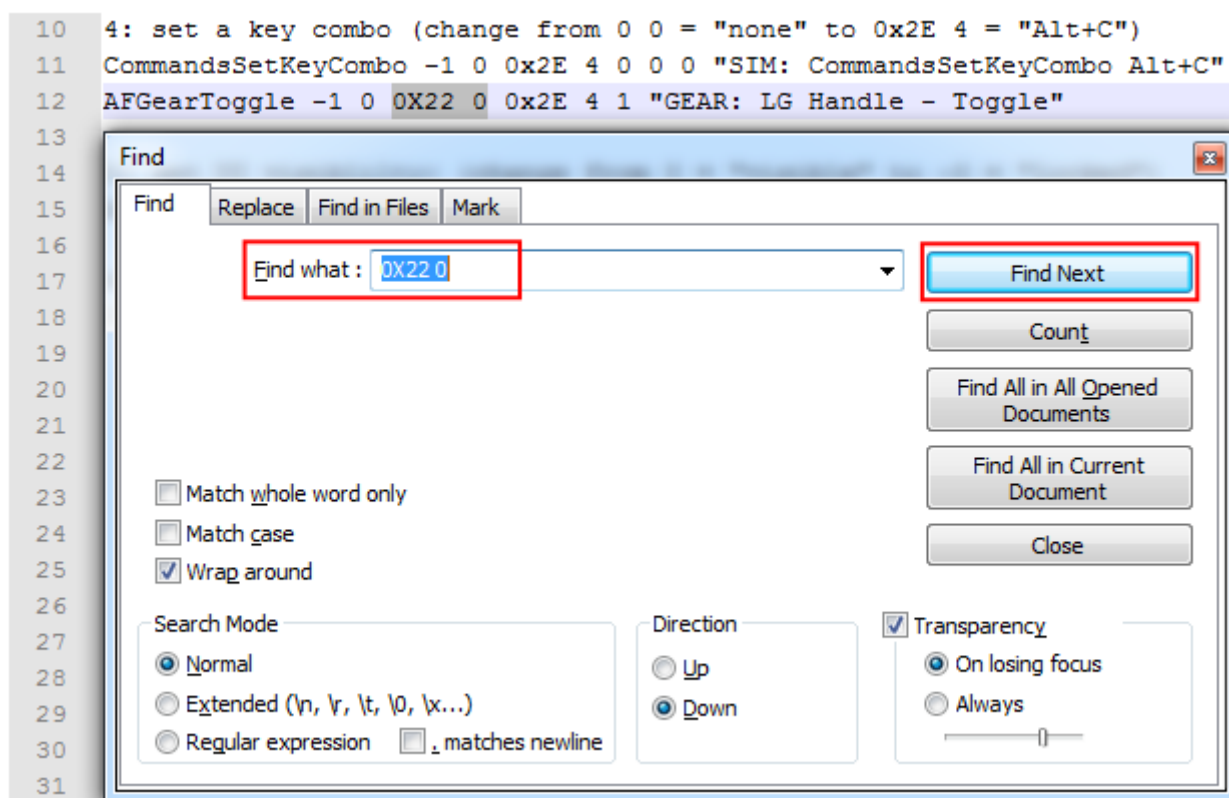 10 4: set a key combo (change from 0 0 = "none" to 0x2E 4 = "Alt+C")
11 CommandsSetKeyCombo -1 0 0x2E 4 0 0 0 "SIM: CommandsSetKeyCombo Alt+C"
12 AFGearToggle -1 0 0X22 0 0x2E 4 1 "GEAR: LG Handle - Toggle"
13
14
15
16
17
18
19
20
21
22
23
24
25
26
27
28
29
30
31
Find
Find Replace Find in Files Mark
Find what : 0X22 0
Find Next
Count
Find All in All Opened
Documents
Find All in Current
Document
Close
Match whole word only
Match case
Wrap around
Search Mode
Normal
Extended (\n, \r, \t, \0, \x...)
Regular expression . matches newline
Direction
Up
Down
Transparency
On losing focus
Always